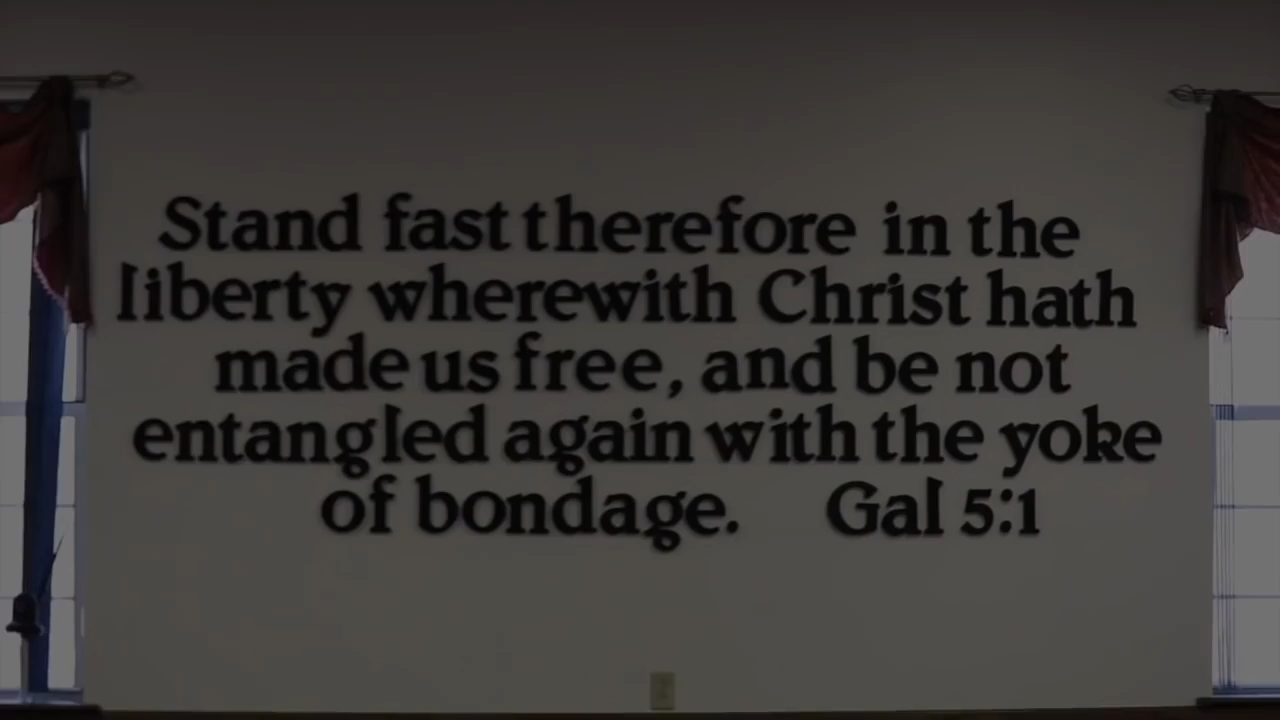 Stand fast therefore in the
liberty wherewith Christ hath
made us free, and be not
entangled again with the yoke
of bondage. Gal 5:1